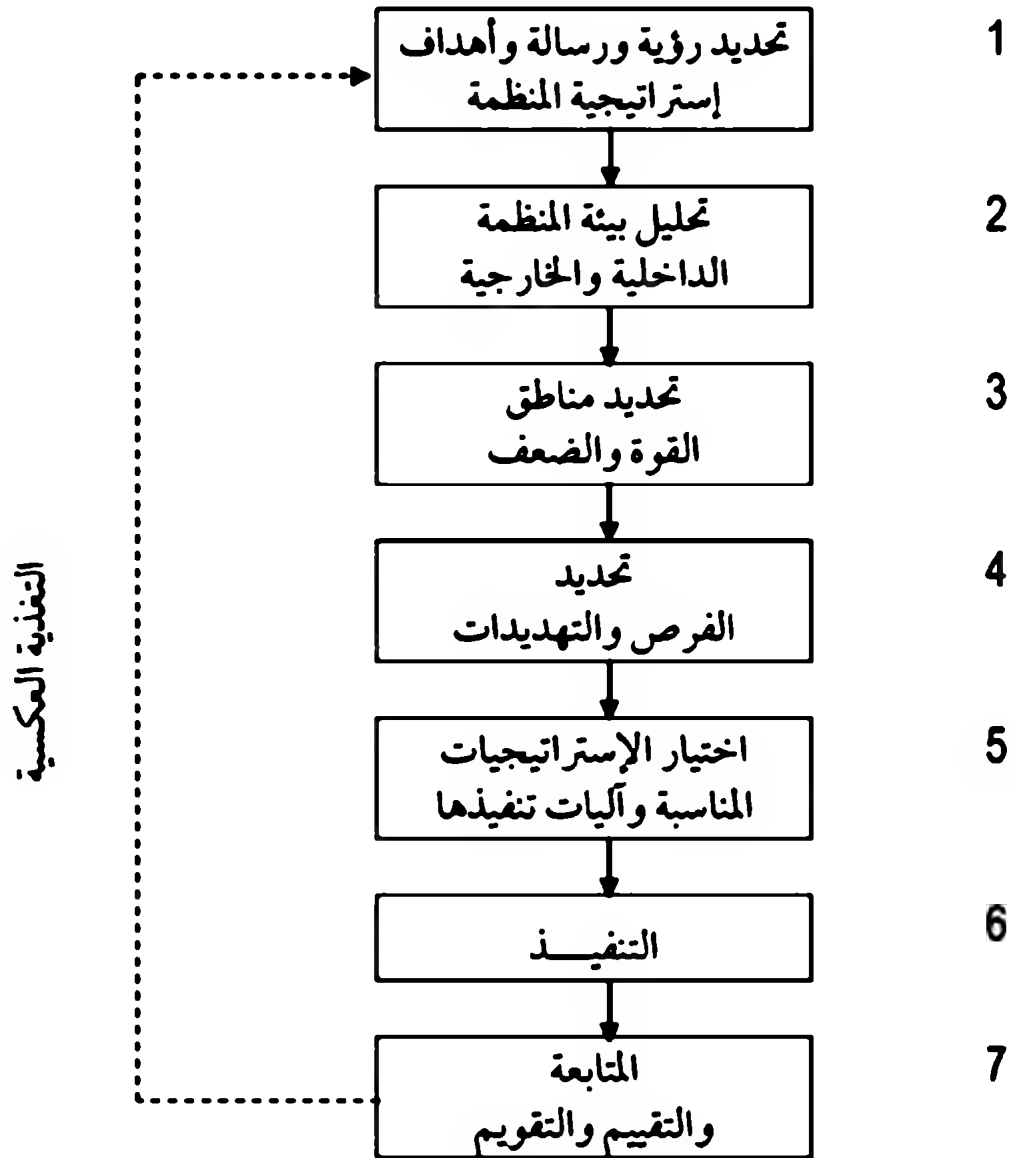 تحديد رؤية ورسالة وأهداف
إستراتيجية المنظمة
1
تحليل بيئة المنظمة
الداخلية والخارجية
2
تحديد مناطق
القوة والضعف
3
تحديد
الفرص والتهديدات
4
اختيار الإستراتيجيات
المناسبة وآليات تنفيذها
5
التنفيــــذ
6
المتابعة
والتقييم والتقويم
7
التغذية العكسية